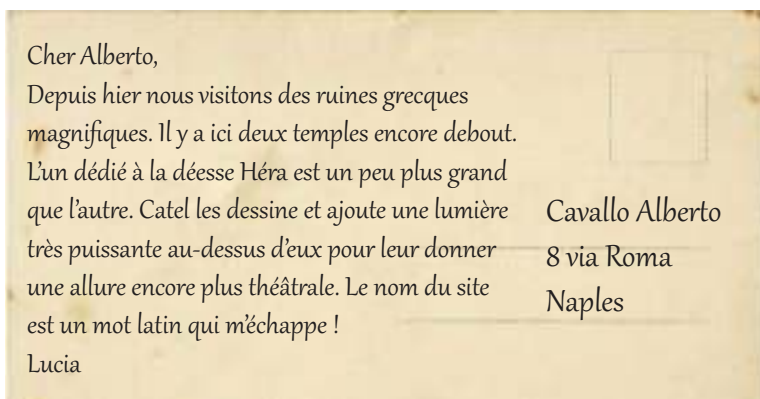 Cher Alberto,
Depuis hier nous visitons des ruines grecques
magnifiques. Il y a ici deux temples encore debout.
L'un dédié à la déesse Héra est un peu plus grand
que l'autre. Catel les dessine et ajoute une lumière
très puissante au-dessus d'eux pour leur donner
une allure encore plus théâtrale. Le nom du site
est un mot latin qui m'échappe !
Lucia
Cavallo Alberto
8 via Roma
Naples